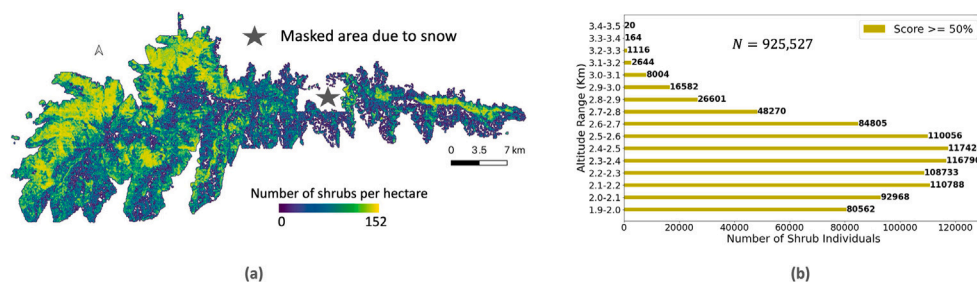 Masked area due to snow
0 3.5 7 km
Number of shrubs per hectare
0 152
(a)
Score >= 50%
N = 925,527
Altitude Range (Km)
3.4-3.5 20
3.3-3.4 164
3.2-3.3 1116
3.1-3.2 2644
3.0-3.1 8004
2.9-3.0 16582
2.8-2.9 26601
2.7-2.8 48270
2.6-2.7 84805
2.5-2.6 110056
2.4-2.5
2.3-2.4 116790
2.2-2.3 108733
2.1-2.2 110788
2.0-2.1 92968
1.9-2.0 80562
0 20000 40000 60000 80000 100000 120000
Number of Shrub Individuals
(b)